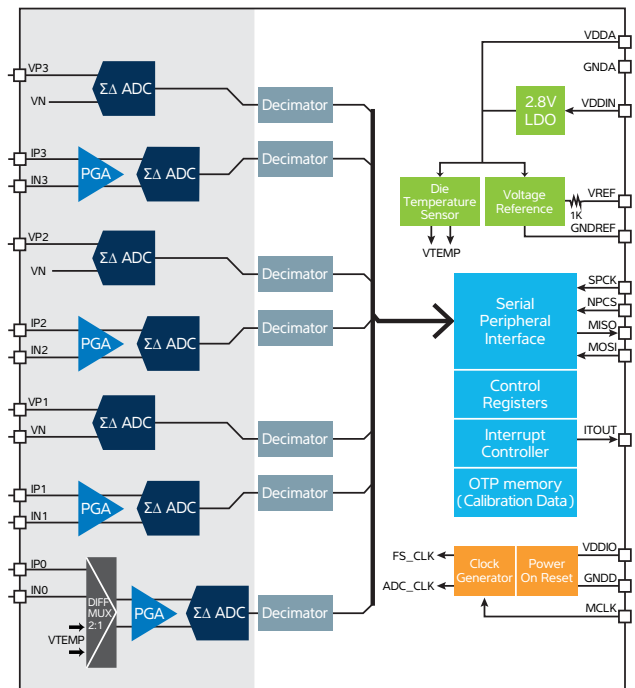 VP3
VN
ΣΔ ADC
Decimator
IP3
IN3
PGA
ΣΔ ADC
Decimator
VP2
VN
ΣΔ ADC
Decimator
IP2
IN2
PGA
ΣΔ ADC
Decimator
VP1
VN
ΣΔ ADC
Decimator
IP1
IN1
PGA
ΣΔ ADC
Decimator
IP0
IN0
VTEMP
DIFF
MUX
2:1
PGA
ΣΔ ADC
Decimator
VDDA
GNDA
2.8V
LDO
VDDIN
Die
Temperature
Sensor
VTEMP
Voltage
Reference
1K
VREF
GNDREF
Serial
Peripheral
Interface
SPCK
NPCS
MISO
MOSI
Control
Registers
Interrupt
Controller
ITOUT
OTP memory
(Calibration Data)
FS_CLK
ADC_CLK
Clock
Generator
Power
On Reset
VDDIO
GNDD
MCLK